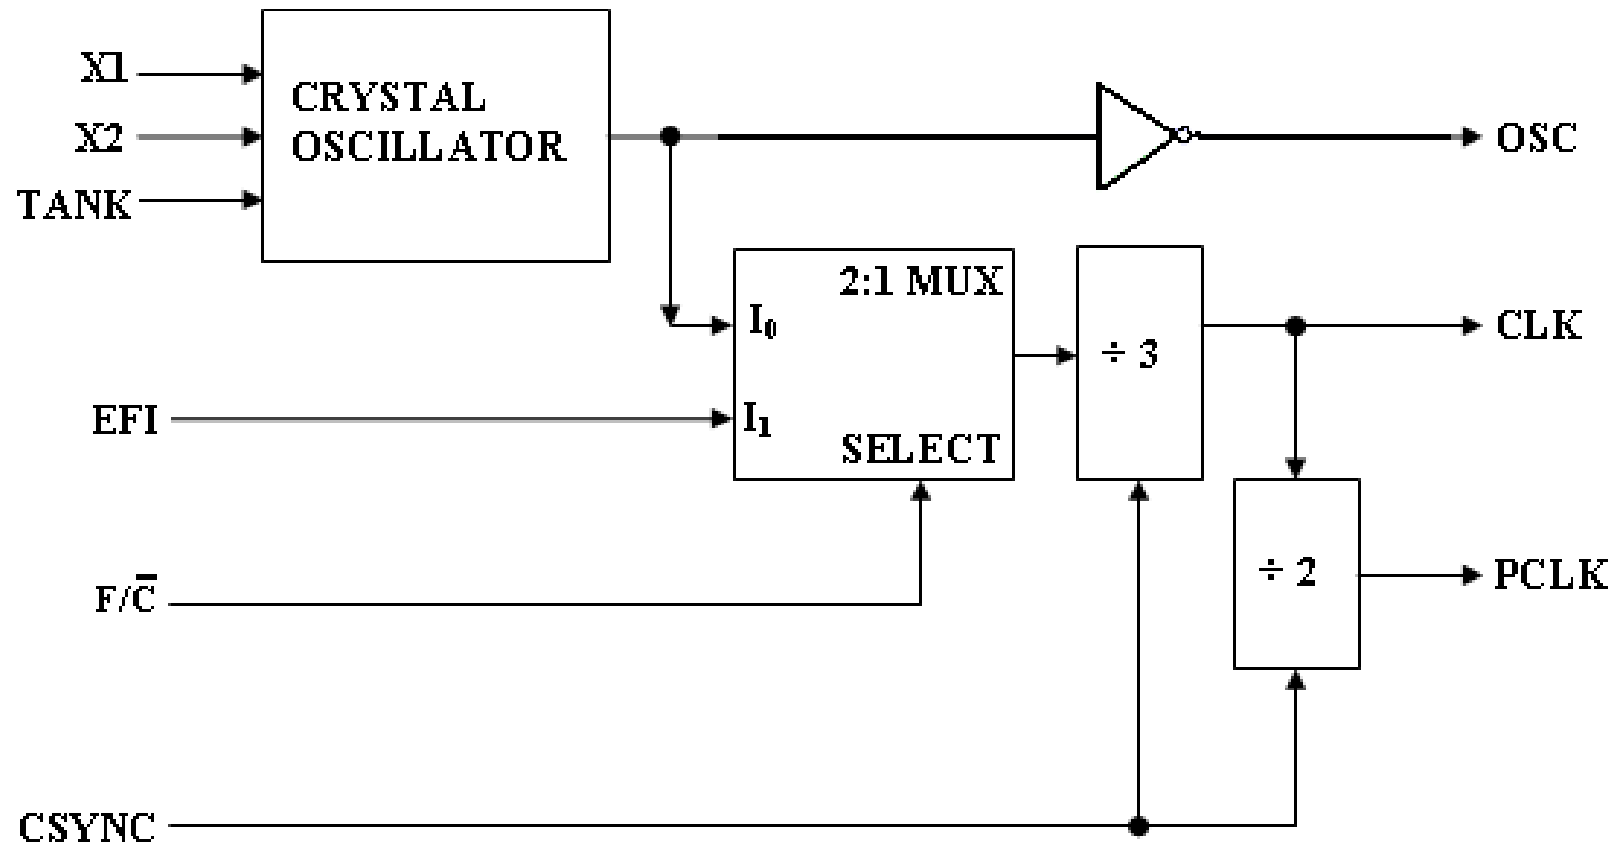 X1
X2
TANK
CRYSTAL
OSCILLATOR
OSC
2:1 MUX
I₀
I₁
SELECT
÷ 3
CLK
EFI
÷ 2
PCLK
F/C̅
CSYNC